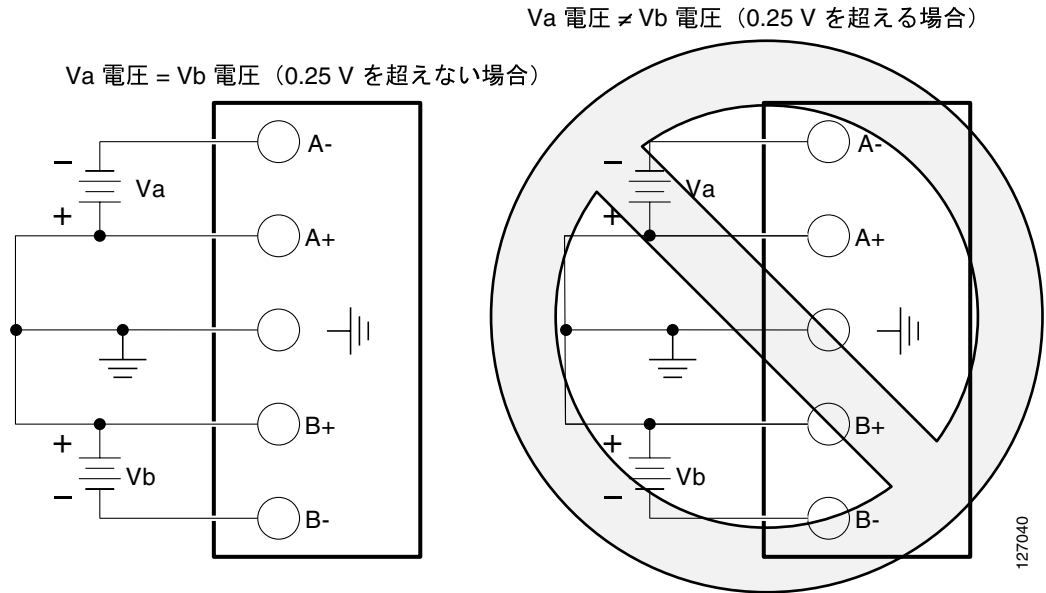 Va 電圧 ≠ Vb 電圧（0.25 V を超える場合）
Va 電圧 = Vb 電圧（0.25 V を超えない場合）
A-
−
Va
+
A+
B+
+
Vb
−
B-
A-
−
Va
+
A+
B+
+
Vb
−
B-
127040